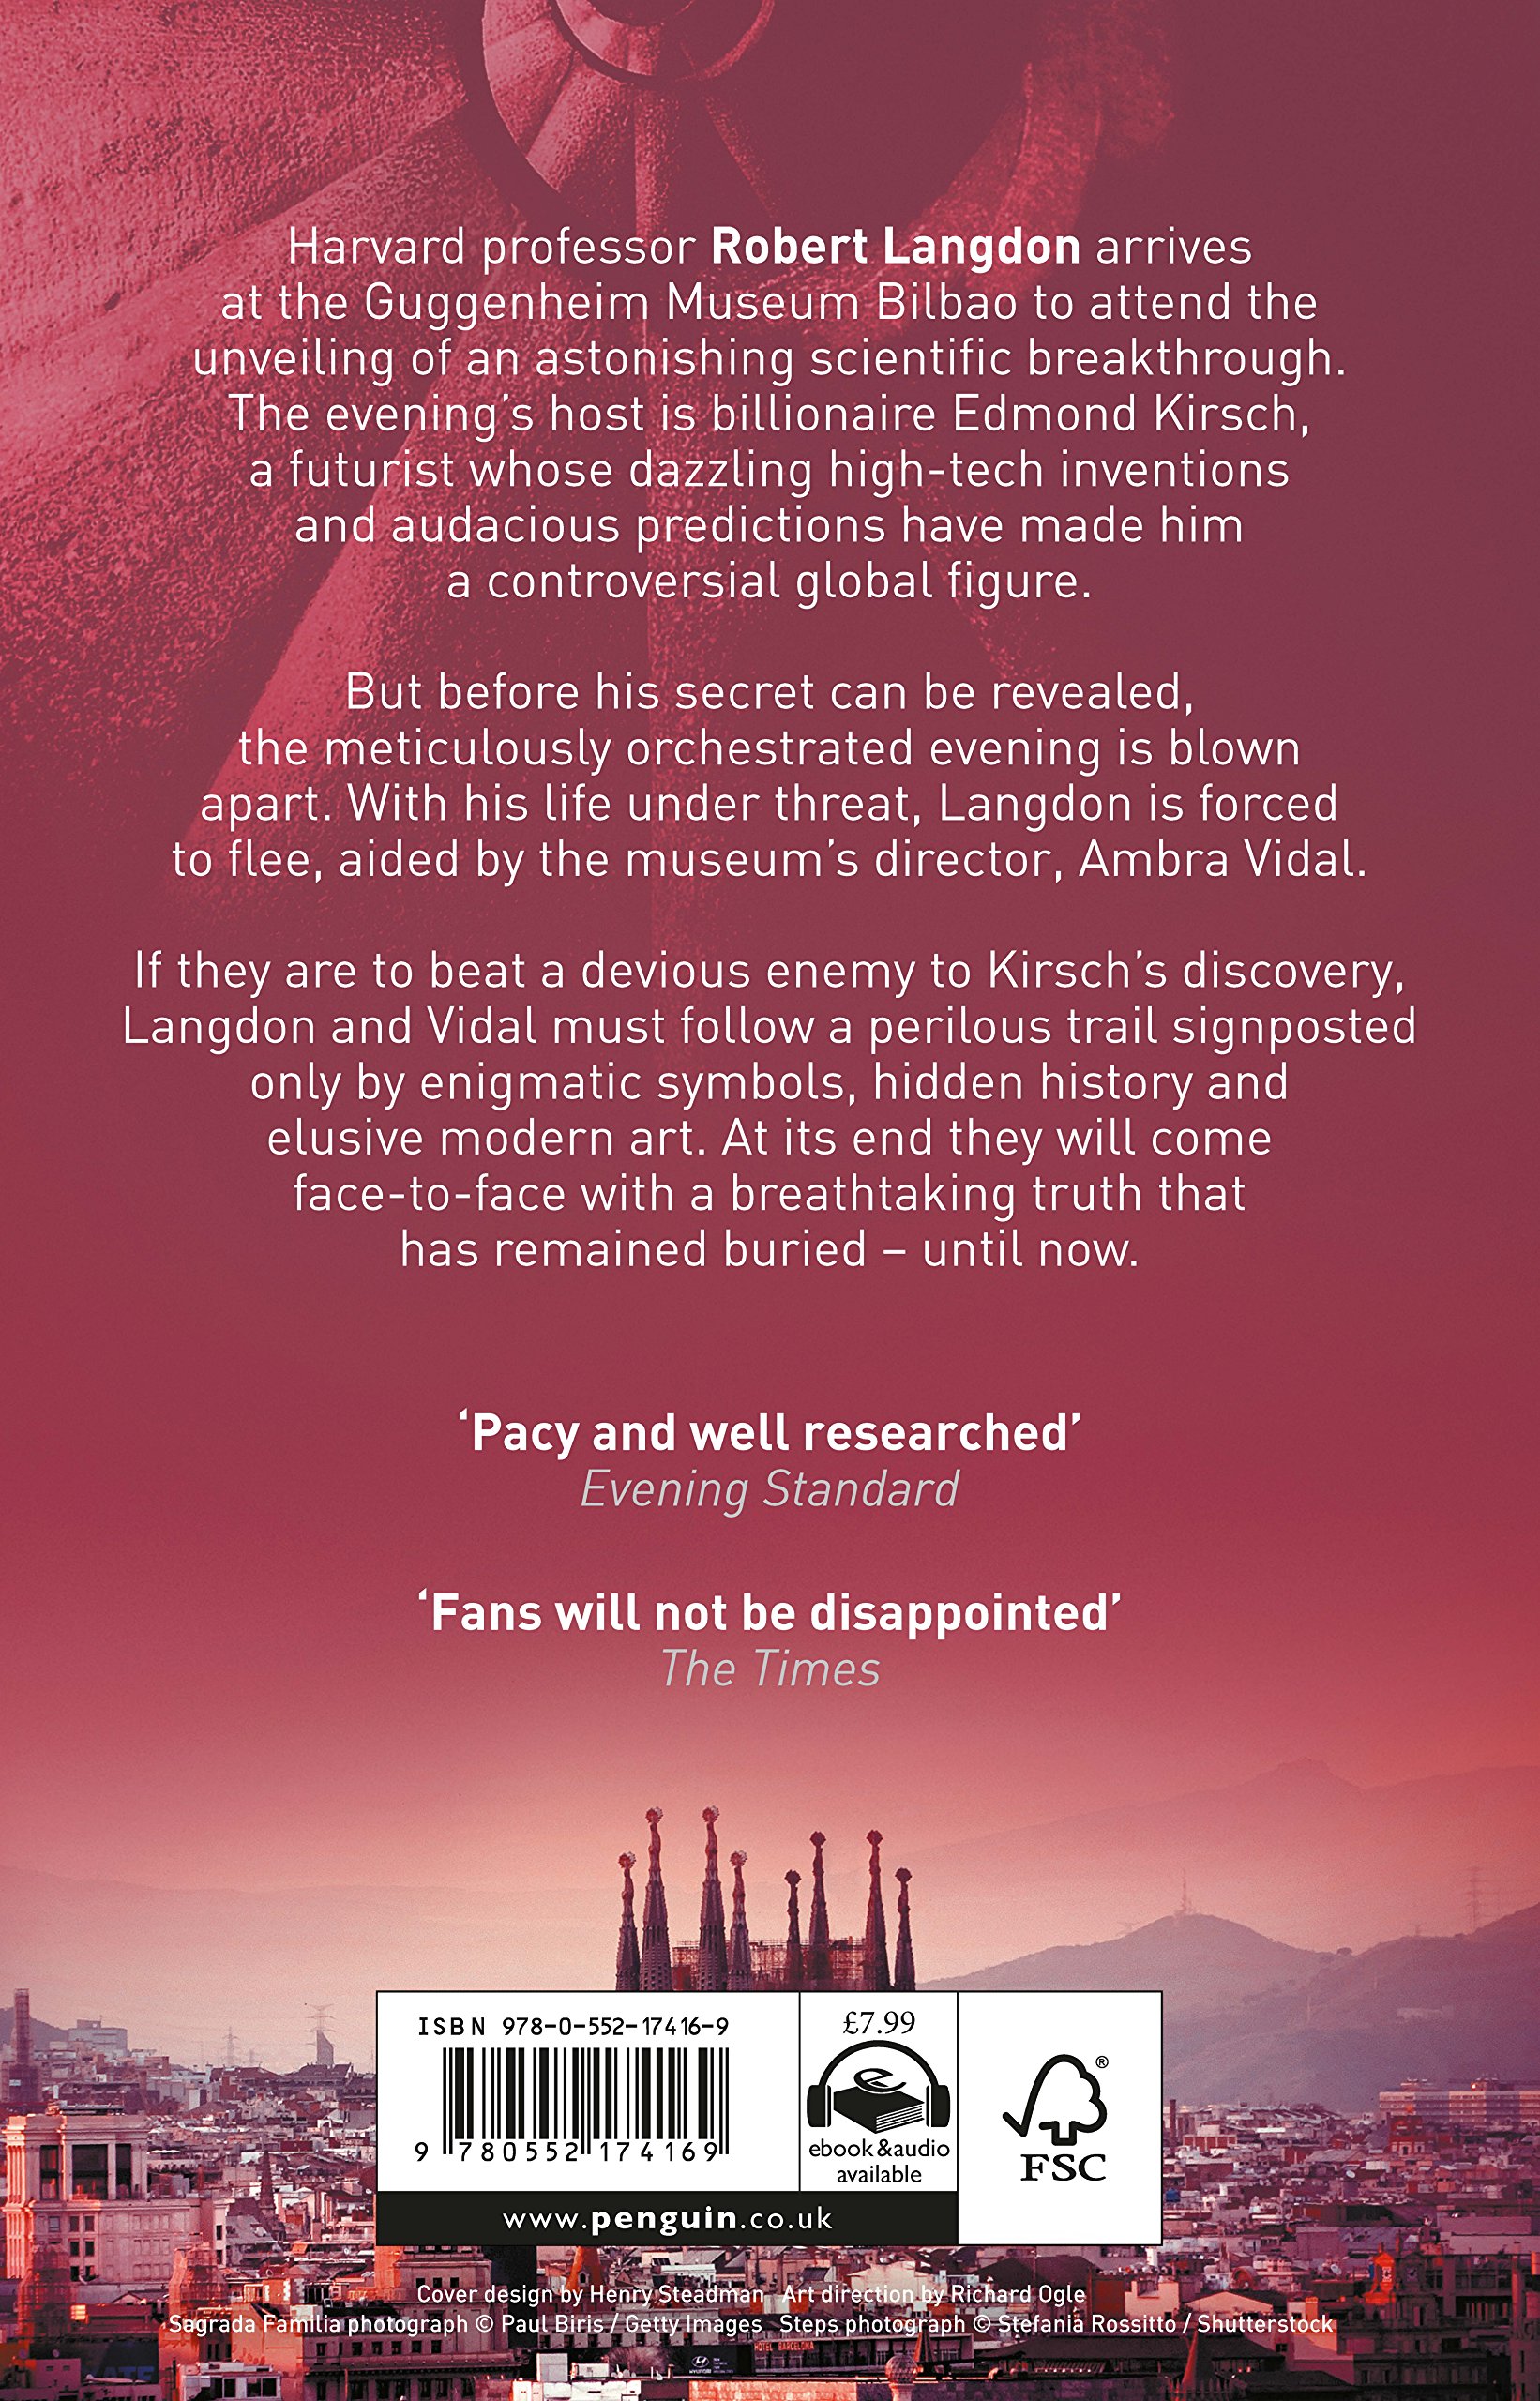 Harvard professor Robert Langdon arrives
at the Guggenheim Museum Bilbao to attend the
unveiling of an astonishing scientific breakthrough.
The evening’s host is billionaire Edmond Kirsch,
a futurist whose dazzling high-tech inventions
and audacious predictions have made him
a controversial global figure.
But before his secret can be revealed,
the meticulously orchestrated evening is blown
apart. With his life under threat, Langdon is forced
to flee, aided by the museum’s director, Ambra Vidal.
If they are to beat a devious enemy to Kirsch’s discovery,
Langdon and Vidal must follow a perilous trail signposted
only by enigmatic symbols, hidden history and
elusive modern art. At its end they will come
face-to-face with a breathtaking truth that
has remained buried – until now.
‘Pacy and well researched’
Evening Standard
‘Fans will not be disappointed’
The Times
ISBN 978-0-552-17416-9
9 780552 174169
£7.99
e
ebook&audio
available
®
FSC
www.penguin.co.uk
Cover design by Henry Steadman Art direction by Richard Ogle
Sagrada Familia photograph © Paul Biris / Getty Images Steps photograph © Stefania Rossitto / Shutterstock
HOTEL BARCELONA
HYUNDAI